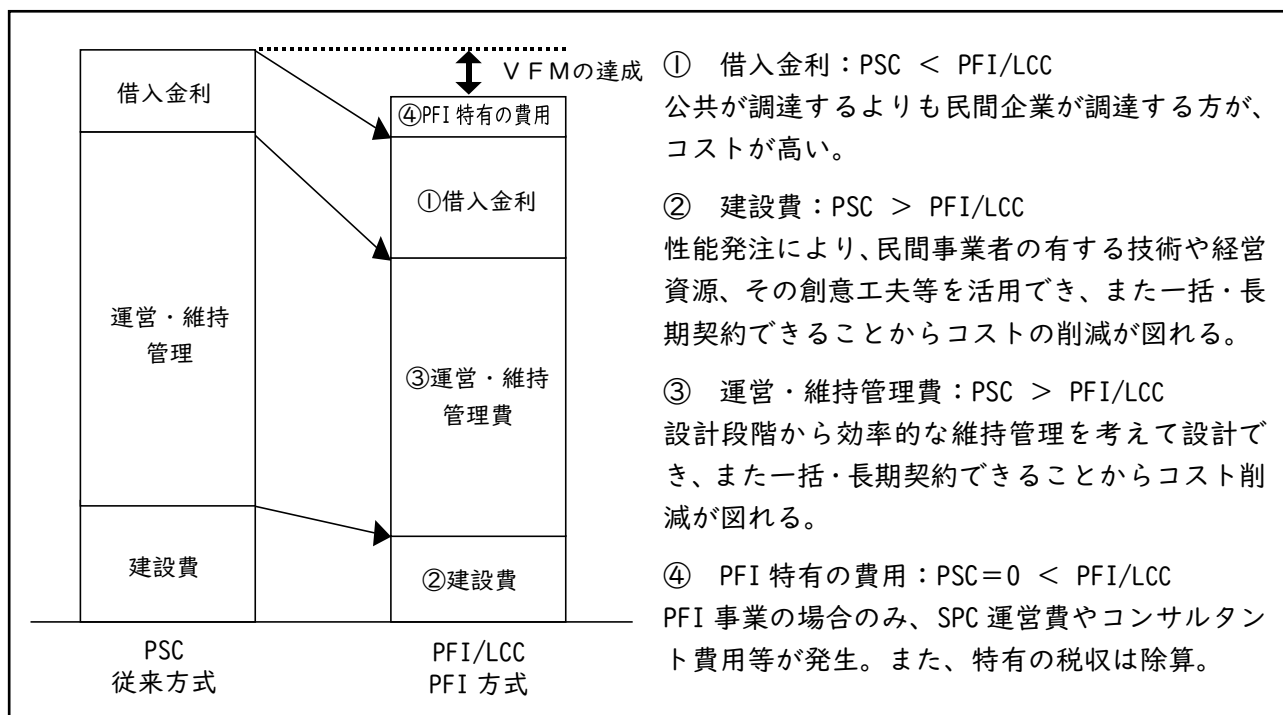 借入金利
運営・維持
管理
建設費
PSC
従来方式
VFMの達成
④PFI特有の費用
①借入金利
③運営・維持
管理費
②建設費
PFI/LCC
PFI 方式
① 借入金利：PSC ＜ PFI/LCC
公共が調達するよりも民間企業が調達する方が、
コストが高い。
② 建設費：PSC ＞ PFI/LCC
性能発注により、民間事業者の有する技術や経営
資源、その創意工夫等を活用でき、また一括・長
期契約できることからコストの削減が図れる。
③ 運営・維持管理費：PSC ＞ PFI/LCC
設計段階から効率的な維持管理を考えて設計で
き、また一括・長期契約できることからコスト削
減が図れる。
④ PFI 特有の費用：PSC＝0 ＜ PFI/LCC
PFI 事業の場合のみ、SPC 運営費やコンサルタン
ト費用等が発生。また、特有の税収は除算。